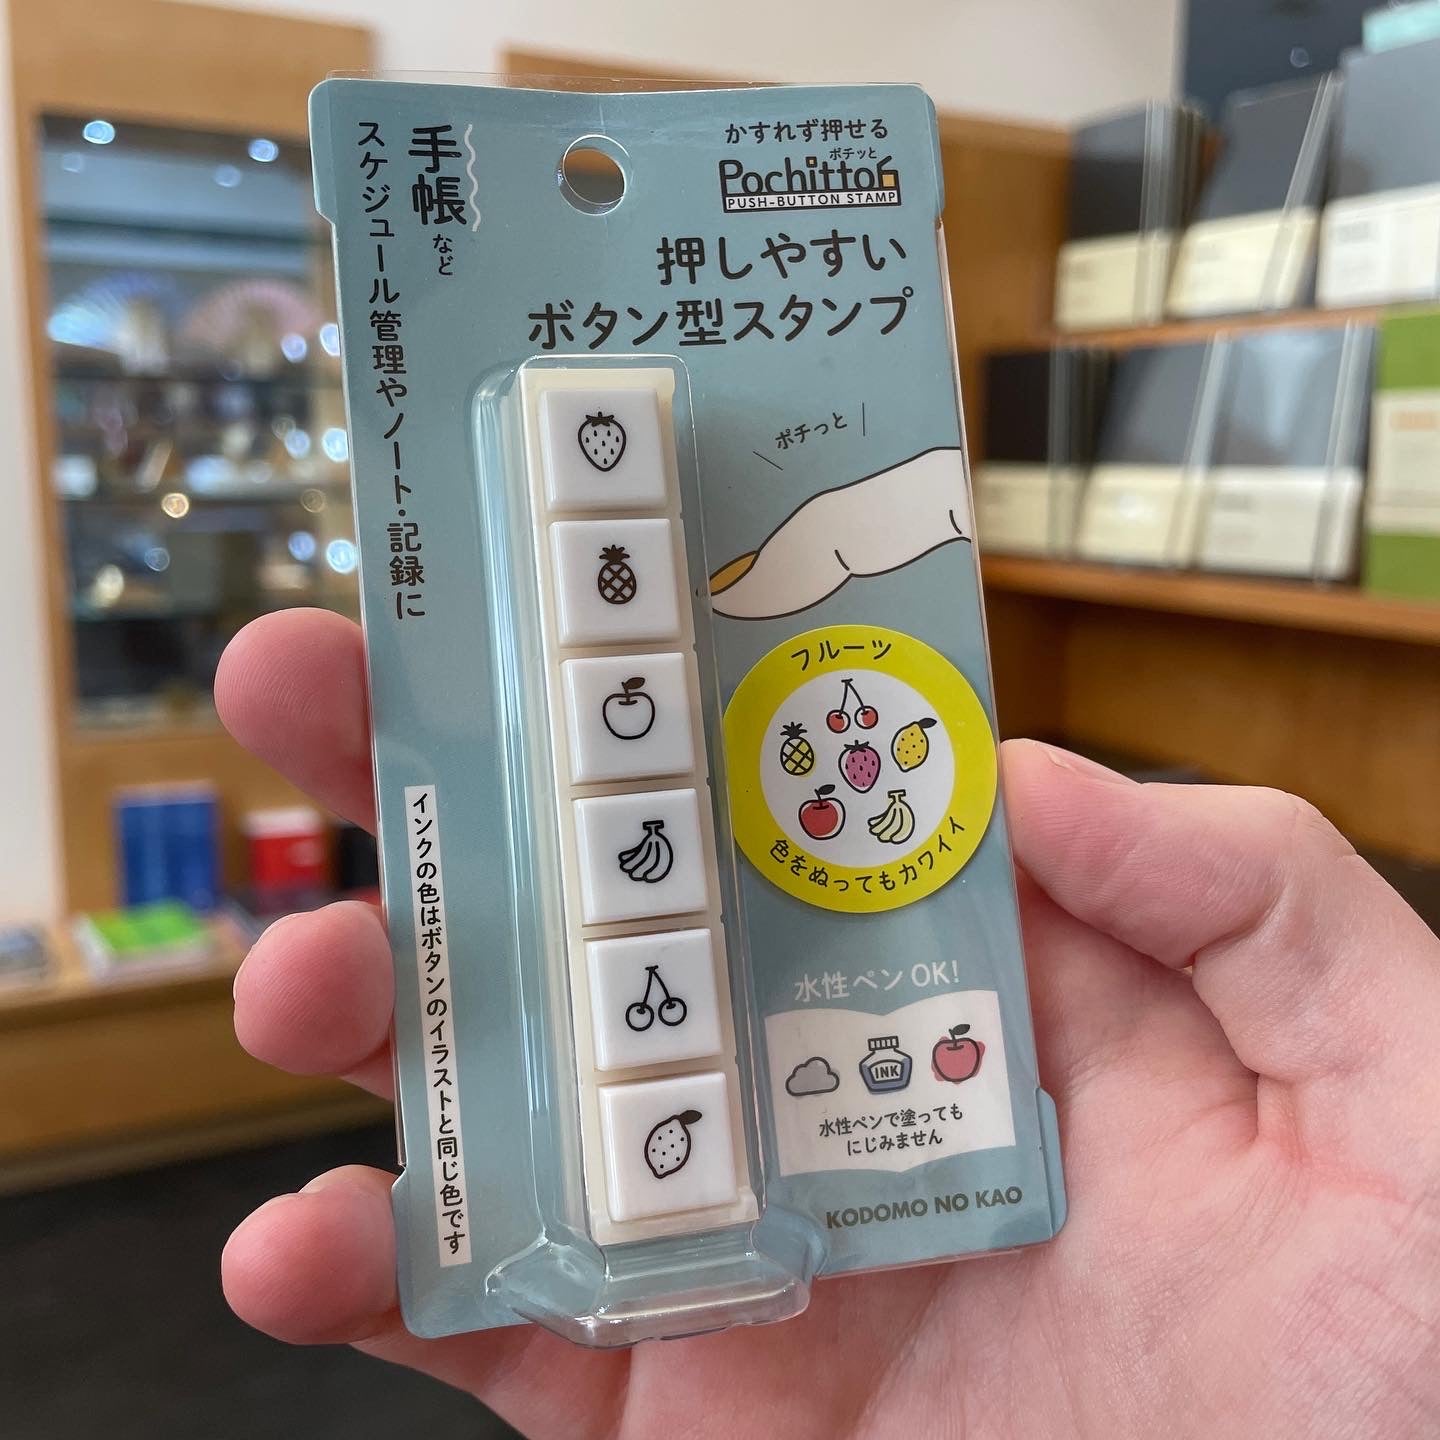 手帳など
スケジュール管理やノート・記録に
かすれず押せる
ポチッと
Pochitto6
PUSH-BUTTON STAMP
押しやすい
ボタン型スタンプ
ポチっと
フルーツ
色をぬってもカワイイ
インクの色はボタンのイラストと同じ色です
水性ペンOK!
INK
水性ペンで塗っても
にじみません
KODOMO NO KAO